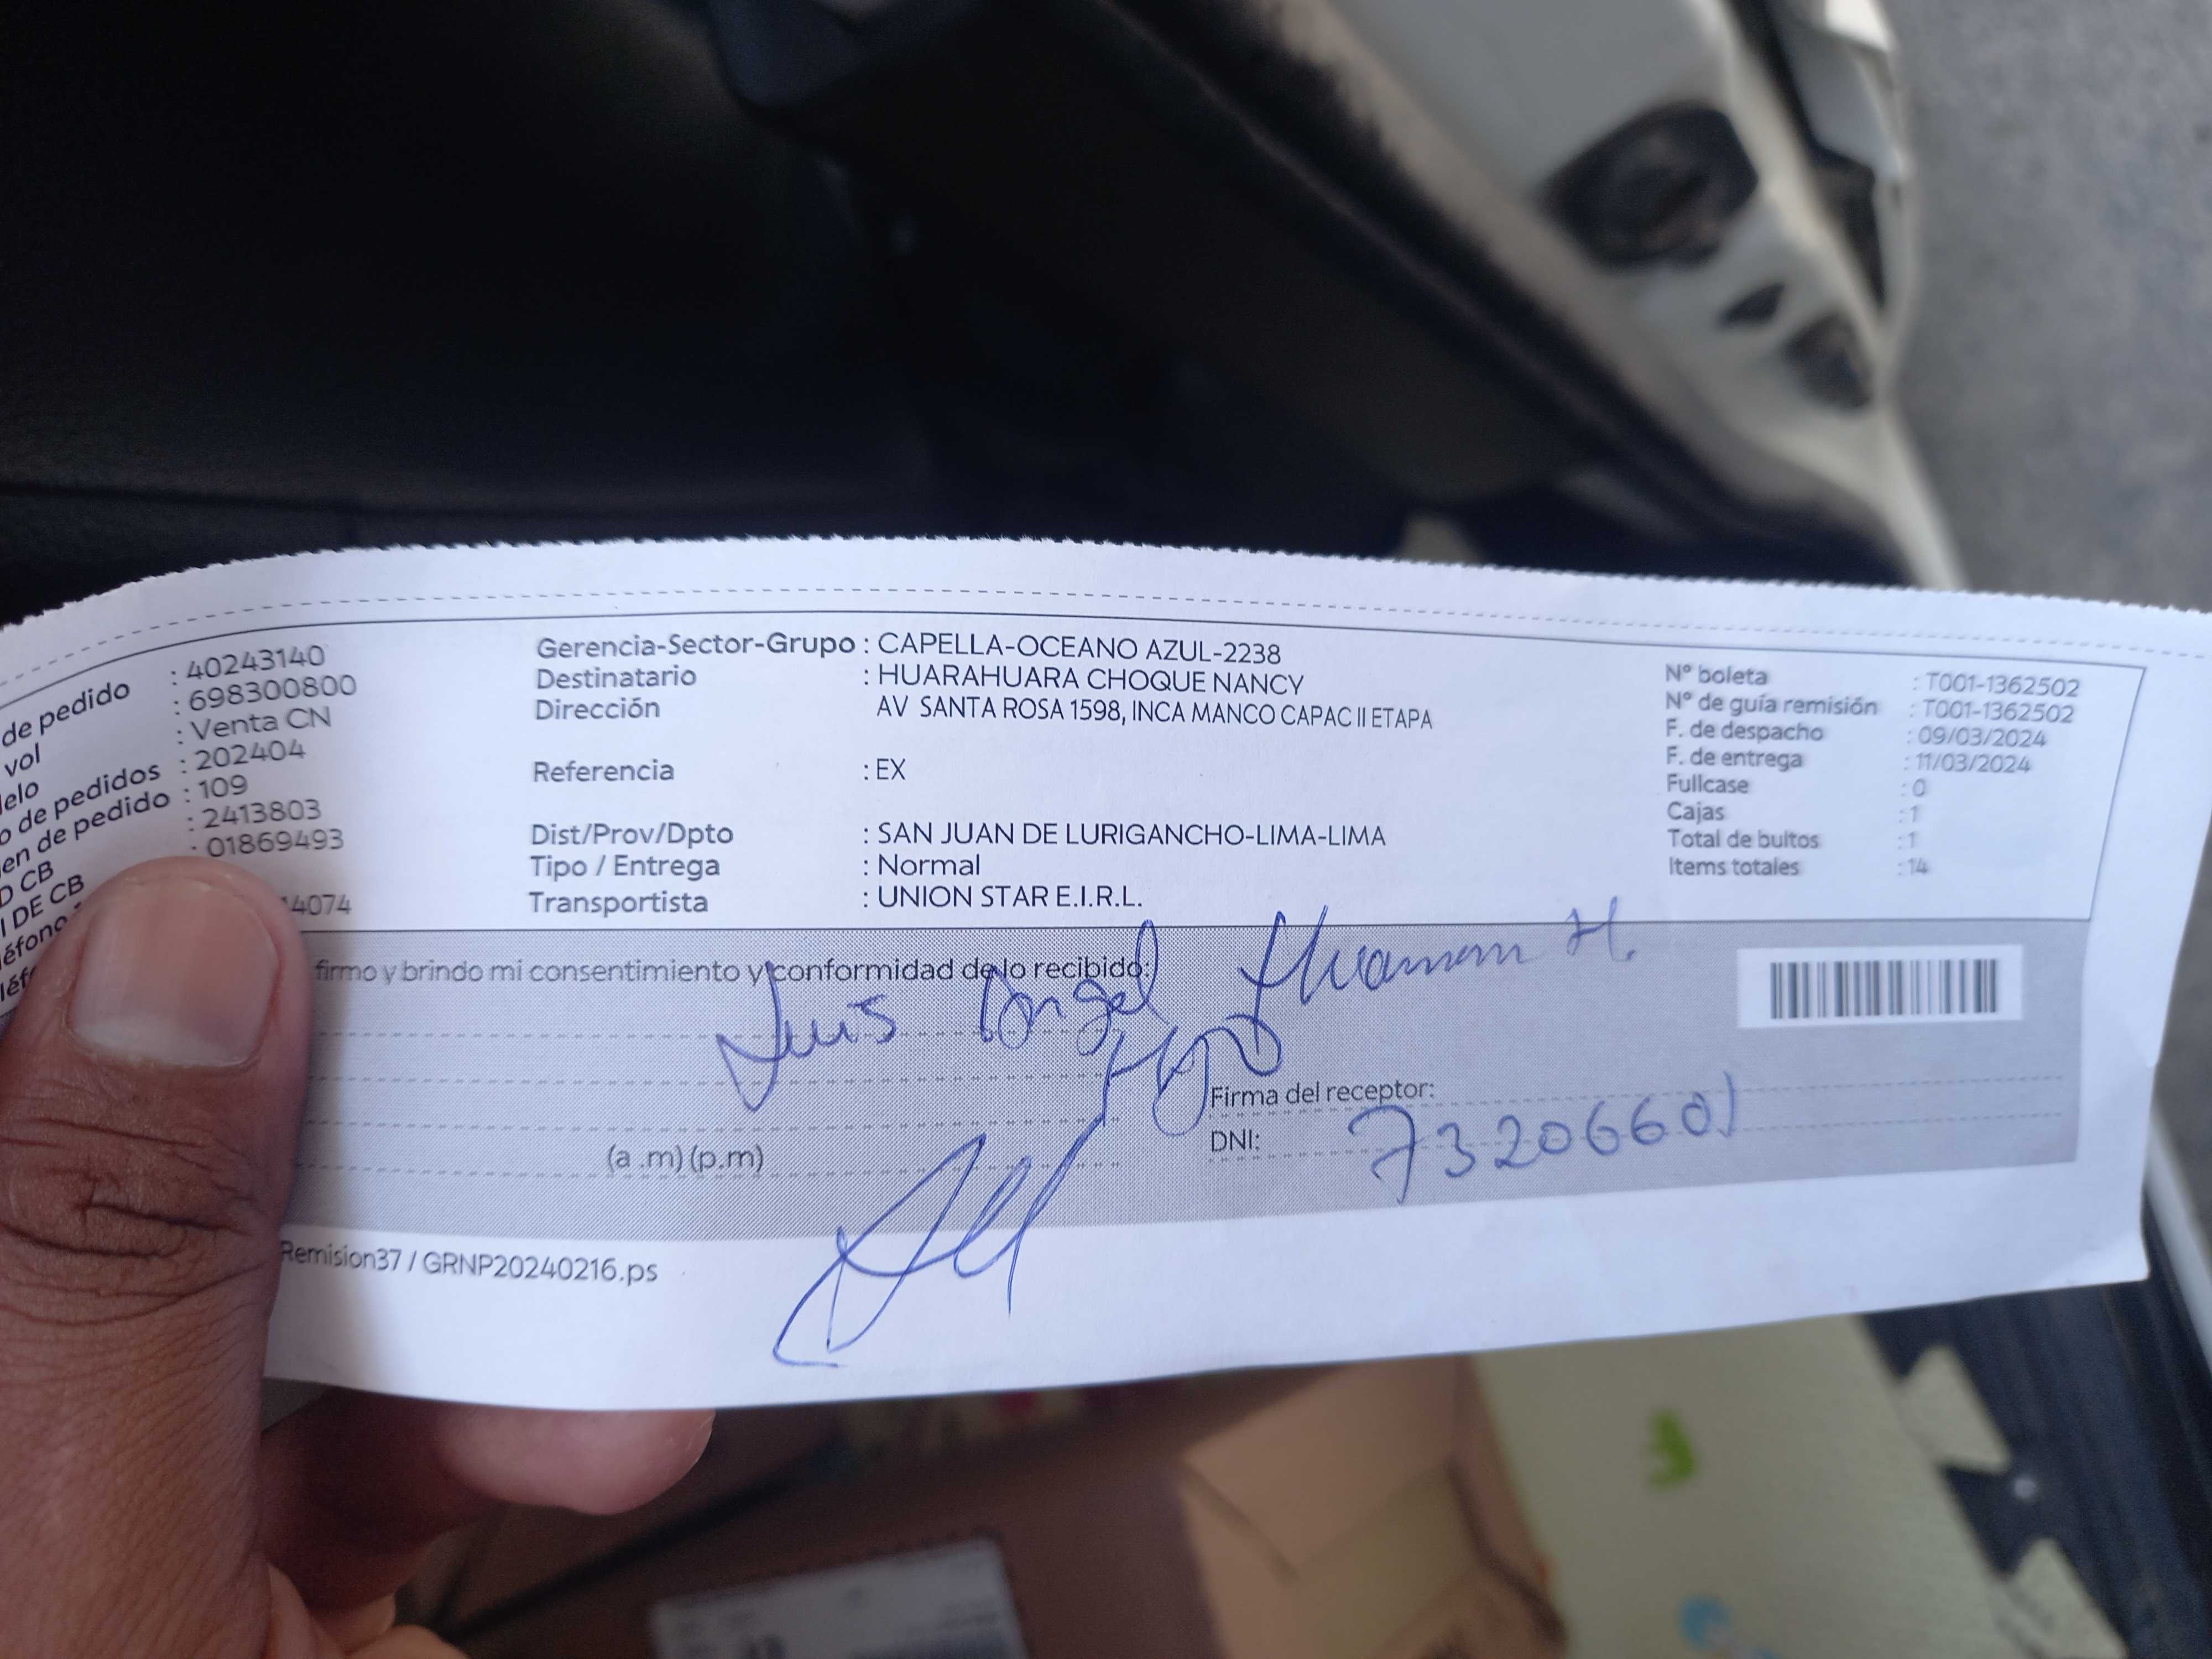 de pedido : 40243140
vol : 698300800
elo : Venta CN
o de pedidos : 202404
en de pedido : 109
D CB : 2413803
I DE CB : 01869493
éfono 14074
léf
Gerencia-Sector-Grupo : CAPELLA-OCEANO AZUL-2238
Destinatario : HUARAHUARA CHOQUE NANCY
Dirección AV SANTA ROSA 1598, INCA MANCO CAPAC II ETAPA
Referencia : EX
Dist/Prov/Dpto : SAN JUAN DE LURIGANCHO-LIMA-LIMA
Tipo / Entrega : Normal
Transportista : UNION STAR E.I.R.L.
Nº boleta : T001-1362502
Nº de guía remisión : T001-1362502
F. de despacho : 09/03/2024
F. de entrega : 11/03/2024
Fullcase : 0
Cajas : 1
Total de bultos : 1
Items totales : 14
firmo y brindo mi consentimiento y conformidad de lo recibido:
Luis Angel Huaman H.
HJO
Firma del receptor:
DNI: 73206601
(a .m) (p.m)
Remision37 / GRNP20240216.ps